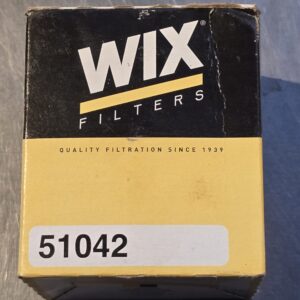 WIX®
FILTERS
QUALITY FILTRATION SINCE 1939
51042